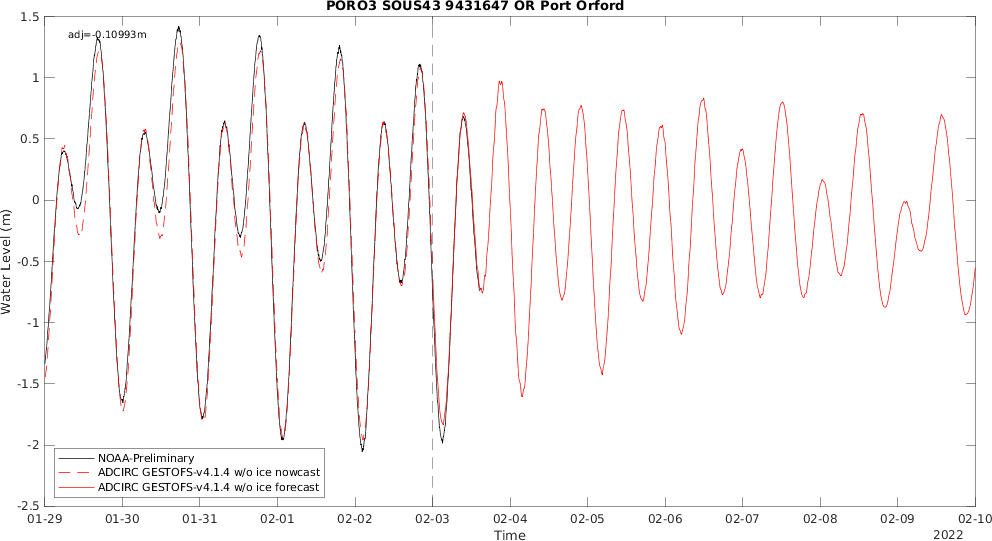 PORO3 SOUS43 9431647 OR Port Orford
adj=-0.10993m
1.5
1
0.5
0
-0.5
-1
-1.5
-2
-2.5
Water Level (m)
NOAA-Preliminary
ADCIRC GESTOFS-v4.1.4 w/o ice nowcast
ADCIRC GESTOFS-v4.1.4 w/o ice forecast
01-29 01-30 01-31 02-01 02-02 02-03 02-04 02-05 02-06 02-07 02-08 02-09 02-10
Time
2022